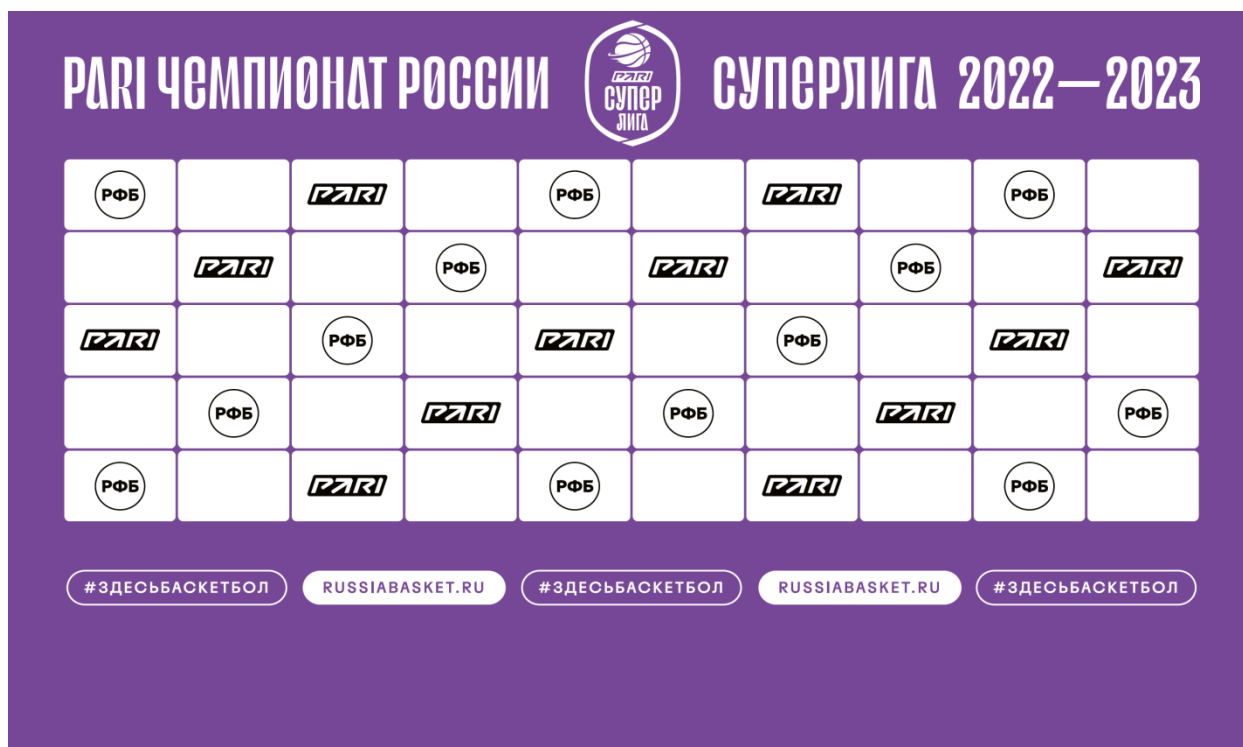 PARI ЧЕМПИОНАТ РОССИИ PARI СУПЕР ЛИГА СУПЕРЛИГА 2022—2023
РФБ PARI РФБ PARI РФБ
PARI РФБ PARI РФБ PARI
PARI РФБ PARI РФБ PARI
РФБ PARI РФБ PARI РФБ
РФБ PARI РФБ PARI РФБ
#ЗДЕСЬБАСКЕТБОЛ RUSSIABASKET.RU #ЗДЕСЬБАСКЕТБОЛ RUSSIABASKET.RU #ЗДЕСЬБАСКЕТБОЛ